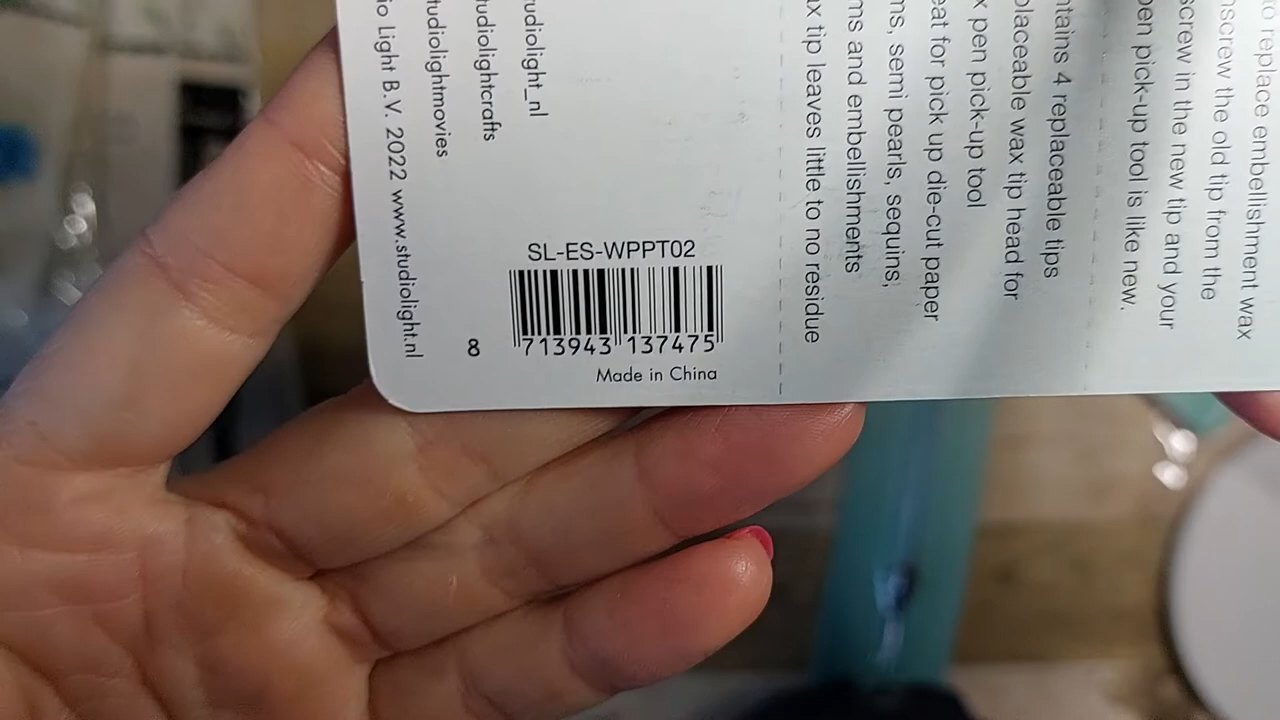 to replace embellishment wax
nscrew the old tip from the
screw in the new tip and your
pen pick-up tool is like new.
ntains 4 replaceable tips
placeable wax tip head for
x pen pick-up tool
eat for pick up die-cut paper
ms, semi pearls, sequins,
ms and embellishments
ax tip leaves little to no residue
udiolight_nl
tudiolightcrafts
tudiolightmovies
io Light B.V. 2022 www.studiolight.nl
SL-ES-WPPT02
8 713943 137475
Made in China